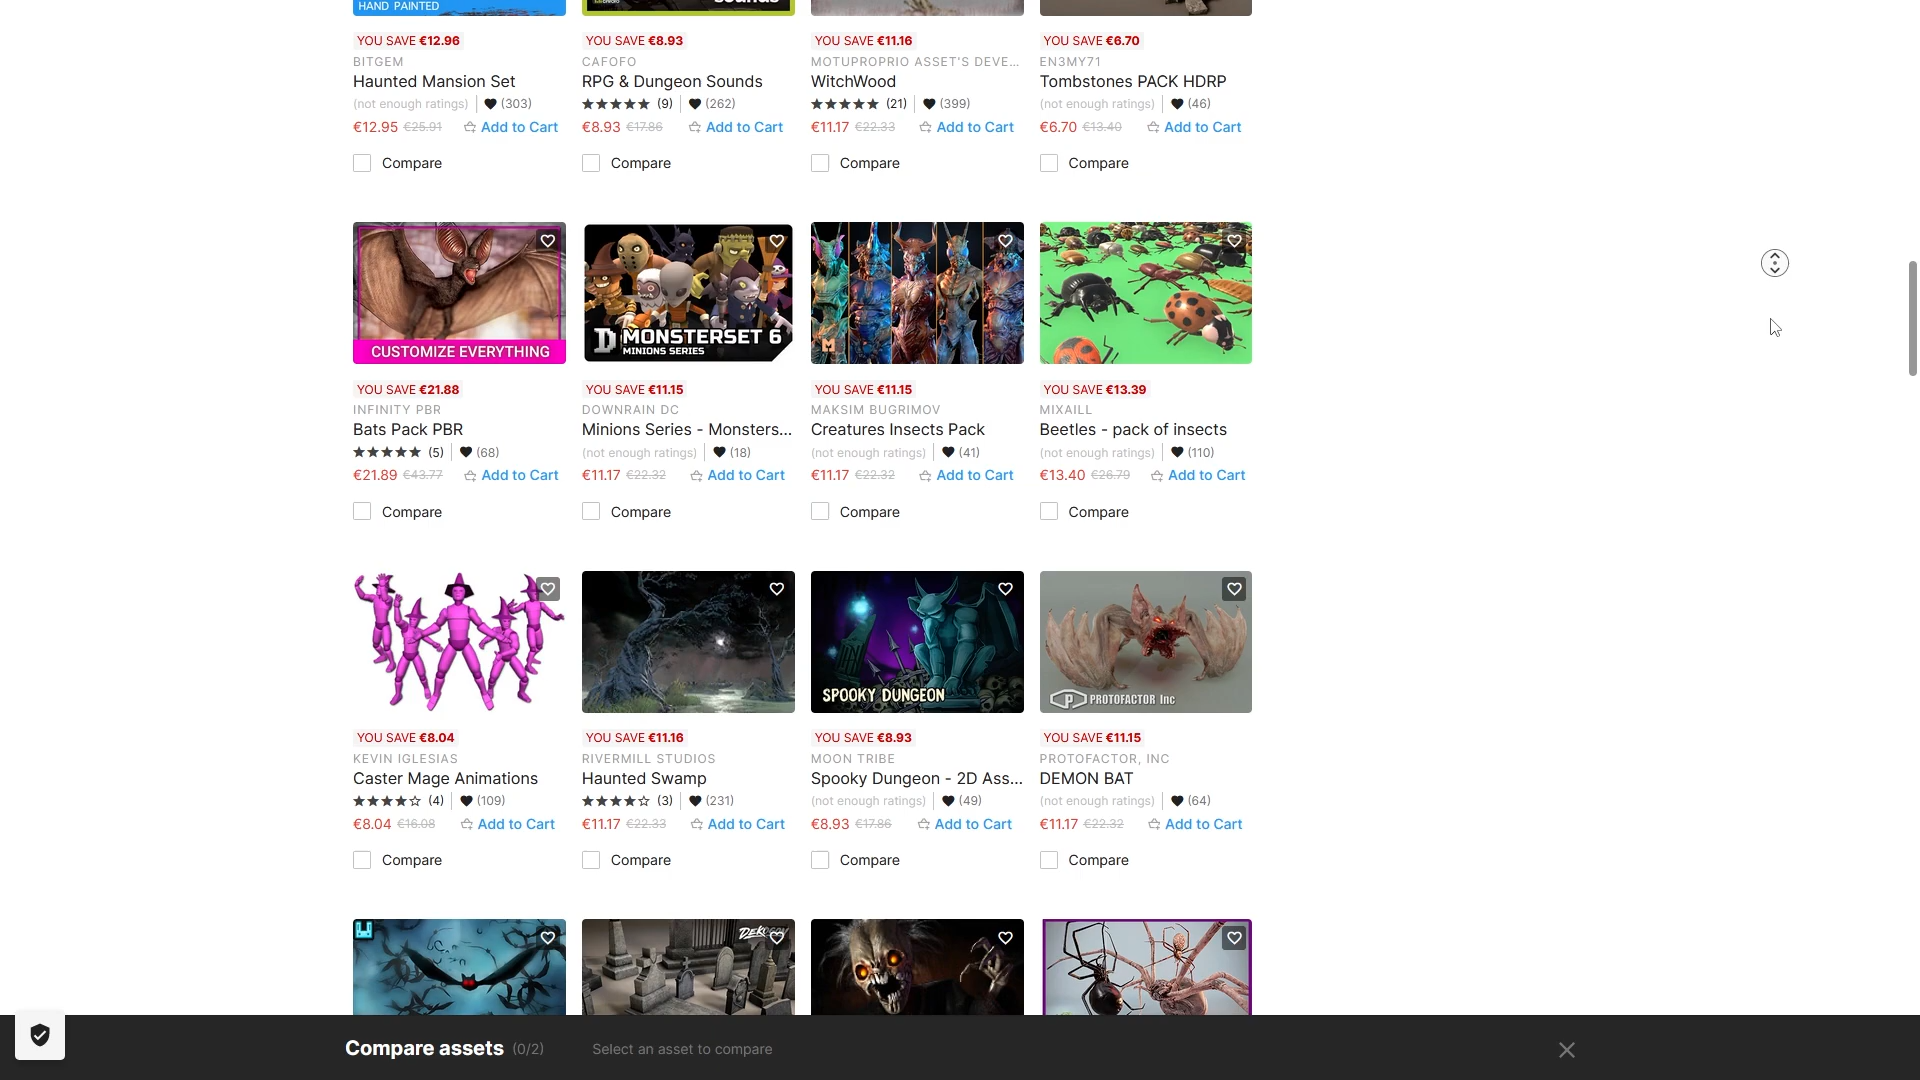 HAND PAINTED
YOU SAVE €12.96
YOU SAVE €8.93
YOU SAVE €11.16
YOU SAVE €6.70
BITGEM
CAFOFO
MOTUPROPRIO ASSET'S DEVE...
EN3MY71
Haunted Mansion Set
RPG & Dungeon Sounds
WitchWood
Tombstones PACK HDRP
(not enough ratings) (303)
(9) (262)
(21) (399)
(not enough ratings) (46)
€12.95 €25.91 Add to Cart
€8.93 €17.86 Add to Cart
€11.17 €22.33 Add to Cart
€6.70 €13.40 Add to Cart
Compare
Compare
Compare
Compare
CUSTOMIZE EVERYTHING
MONSTERSET 6
MINIONS SERIES
YOU SAVE €21.88
YOU SAVE €11.15
YOU SAVE €11.15
YOU SAVE €13.39
INFINITY PBR
DOWNRAIN DC
MAKSIM BUGRIMOV
MIXAILL
Bats Pack PBR
Minions Series - Monsters...
Creatures Insects Pack
Beetles - pack of insects
(5) (68)
(not enough ratings) (18)
(not enough ratings) (41)
(not enough ratings) (110)
€21.89 €43.77 Add to Cart
€11.17 €22.32 Add to Cart
€11.17 €22.32 Add to Cart
€13.40 €26.79 Add to Cart
Compare
Compare
Compare
Compare
SPOOKY DUNGEON
PROTOFACTOR Inc
YOU SAVE €8.04
YOU SAVE €11.16
YOU SAVE €8.93
YOU SAVE €11.15
KEVIN IGLESIAS
RIVERMILL STUDIOS
MOON TRIBE
PROTOFACTOR, INC
Caster Mage Animations
Haunted Swamp
Spooky Dungeon - 2D Ass...
DEMON BAT
(4) (109)
(3) (231)
(not enough ratings) (49)
(not enough ratings) (64)
€8.04 €16.08 Add to Cart
€11.17 €22.33 Add to Cart
€8.93 €17.86 Add to Cart
€11.17 €22.32 Add to Cart
Compare
Compare
Compare
Compare
Compare assets (0/2) Select an asset to compare